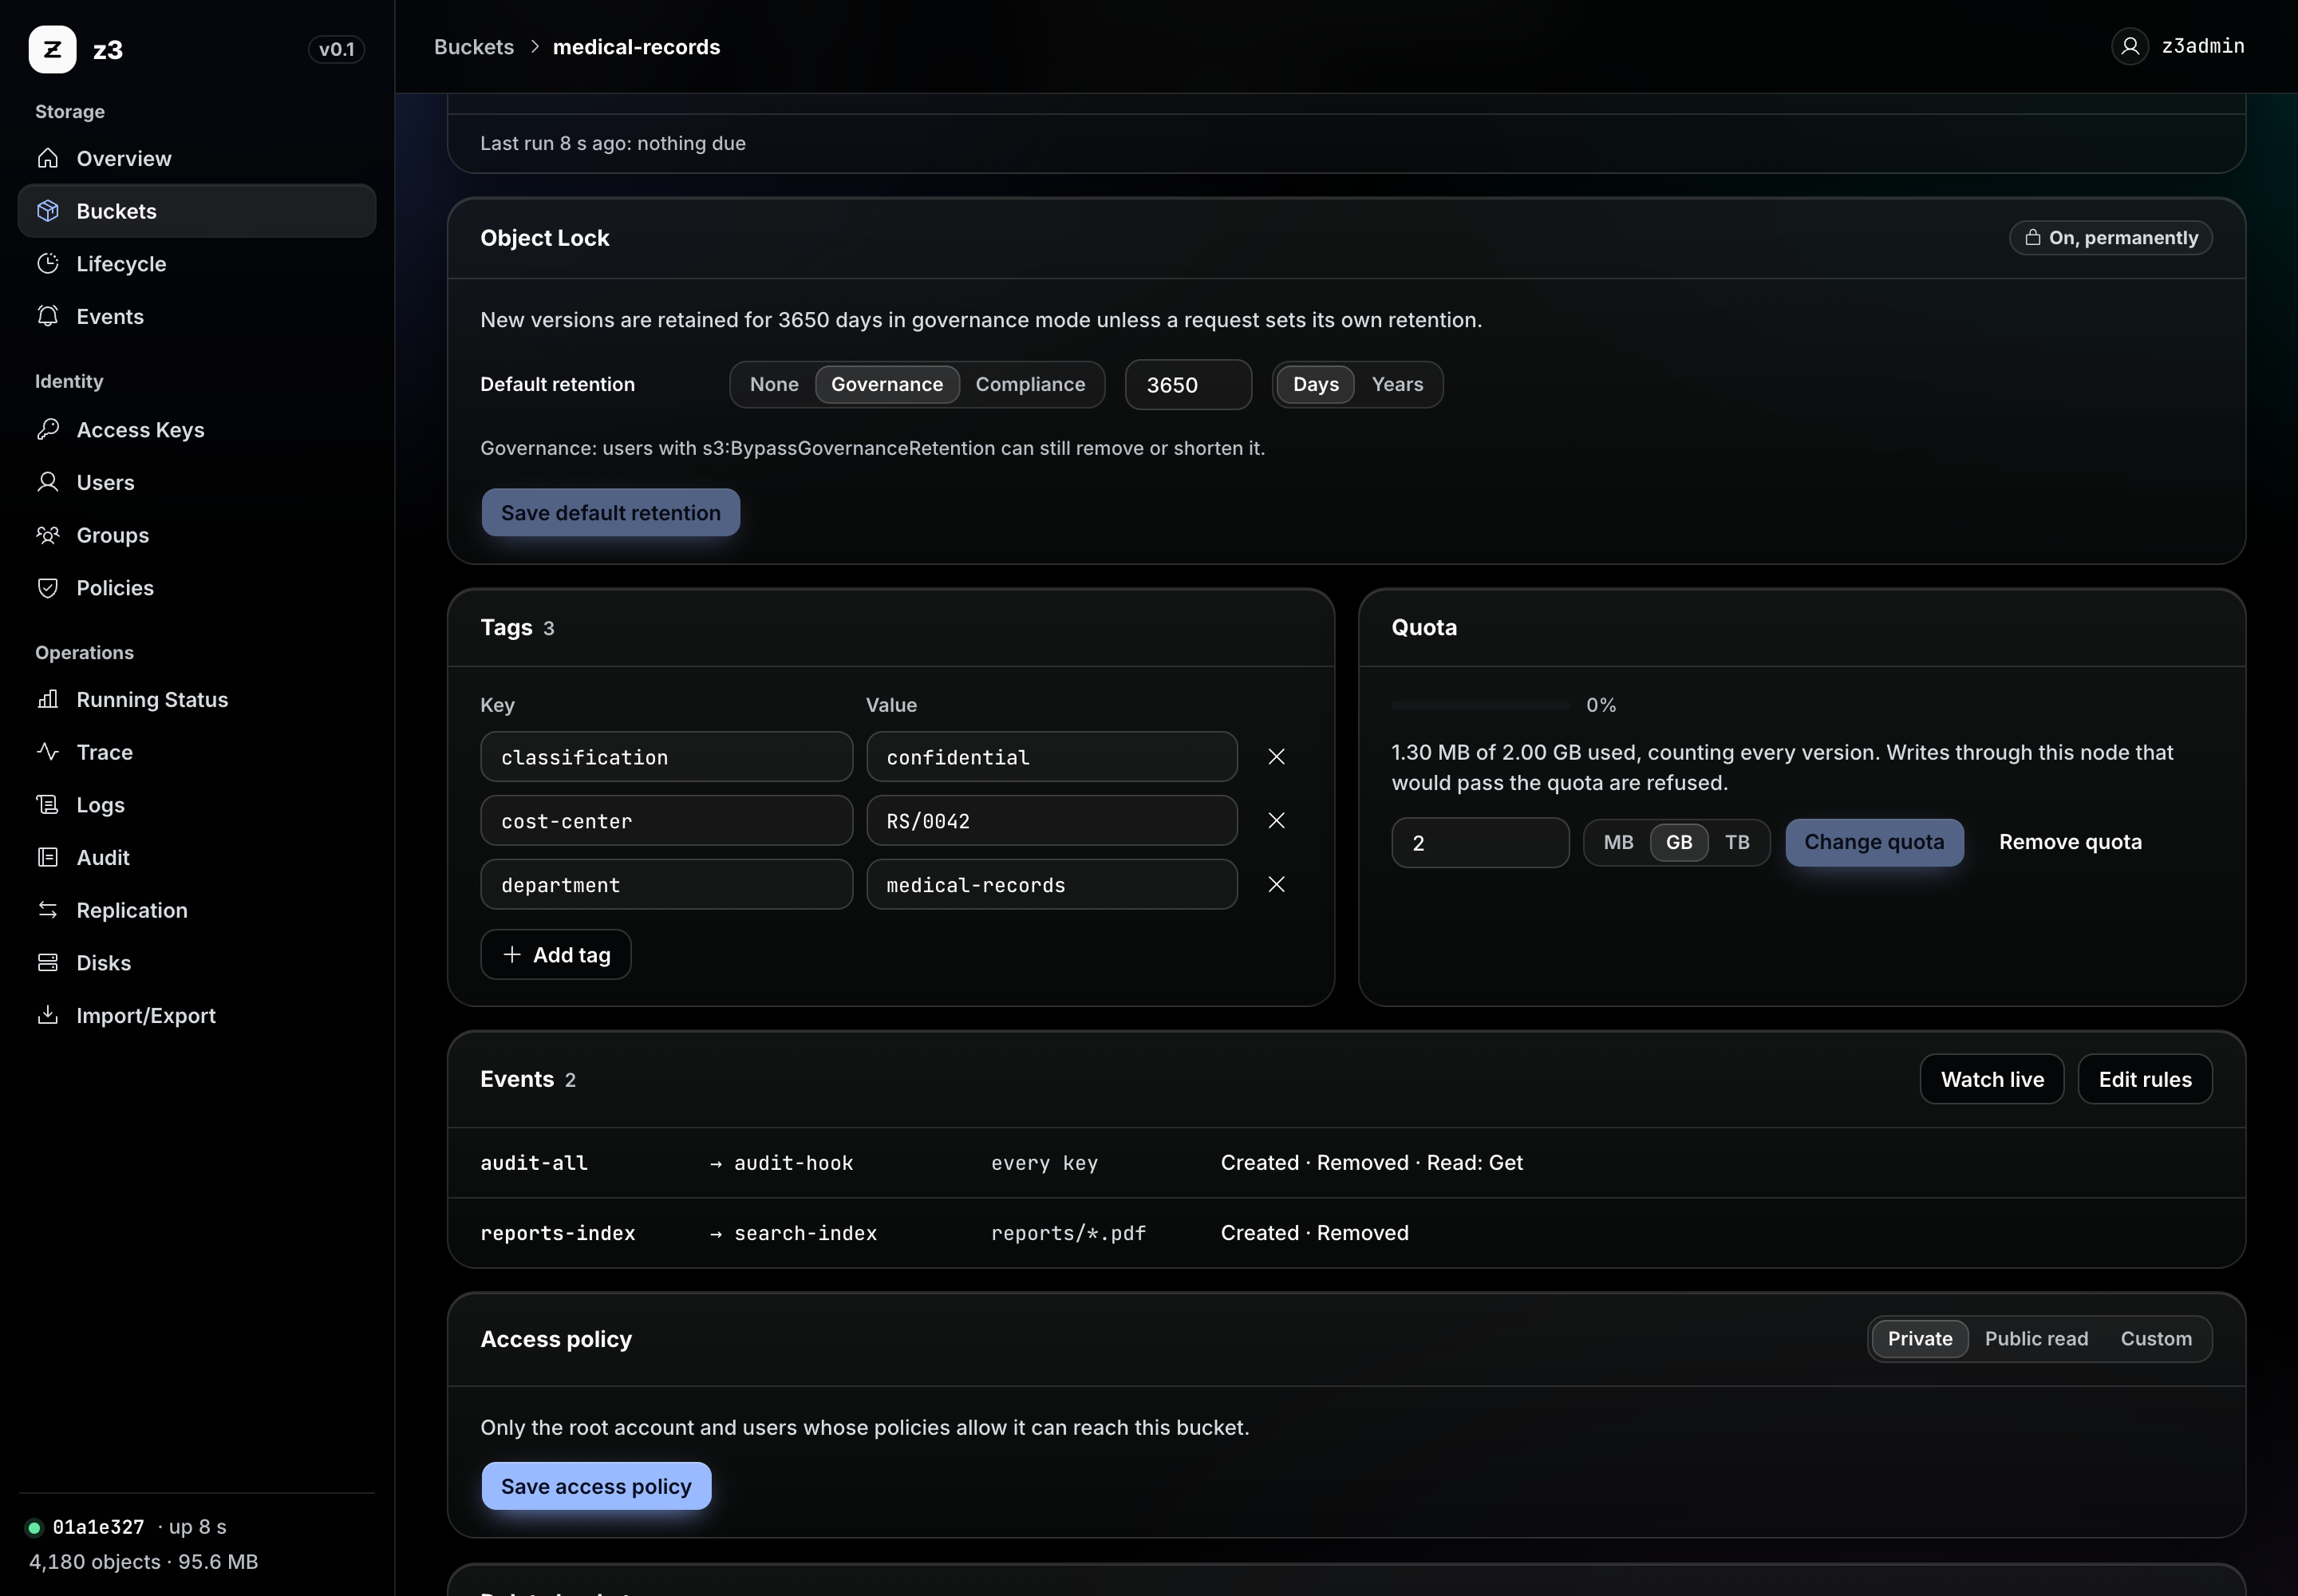 z3
v0.1
Storage
Overview
Buckets
Lifecycle
Events
Identity
Access Keys
Users
Groups
Policies
Operations
Running Status
Trace
Logs
Audit
Replication
Disks
Import/Export
01a1e327 · up 8 s
4,180 objects · 95.6 MB
Buckets > medical-records
z3admin
Last run 8 s ago: nothing due
Object Lock
On, permanently
New versions are retained for 3650 days in governance mode unless a request sets its own retention.
Default retention None Governance Compliance 3650 Days Years
Governance: users with s3:BypassGovernanceRetention can still remove or shorten it.
Save default retention
Tags 3
Key Value
classification confidential
cost-center RS/0042
department medical-records
+ Add tag
Quota
0%
1.30 MB of 2.00 GB used, counting every version. Writes through this node that
would pass the quota are refused.
2 MB GB TB Change quota Remove quota
Events 2
Watch live Edit rules
audit-all → audit-hook every key Created · Removed · Read: Get
reports-index → search-index reports/*.pdf Created · Removed
Access policy
Private Public read Custom
Only the root account and users whose policies allow it can reach this bucket.
Save access policy